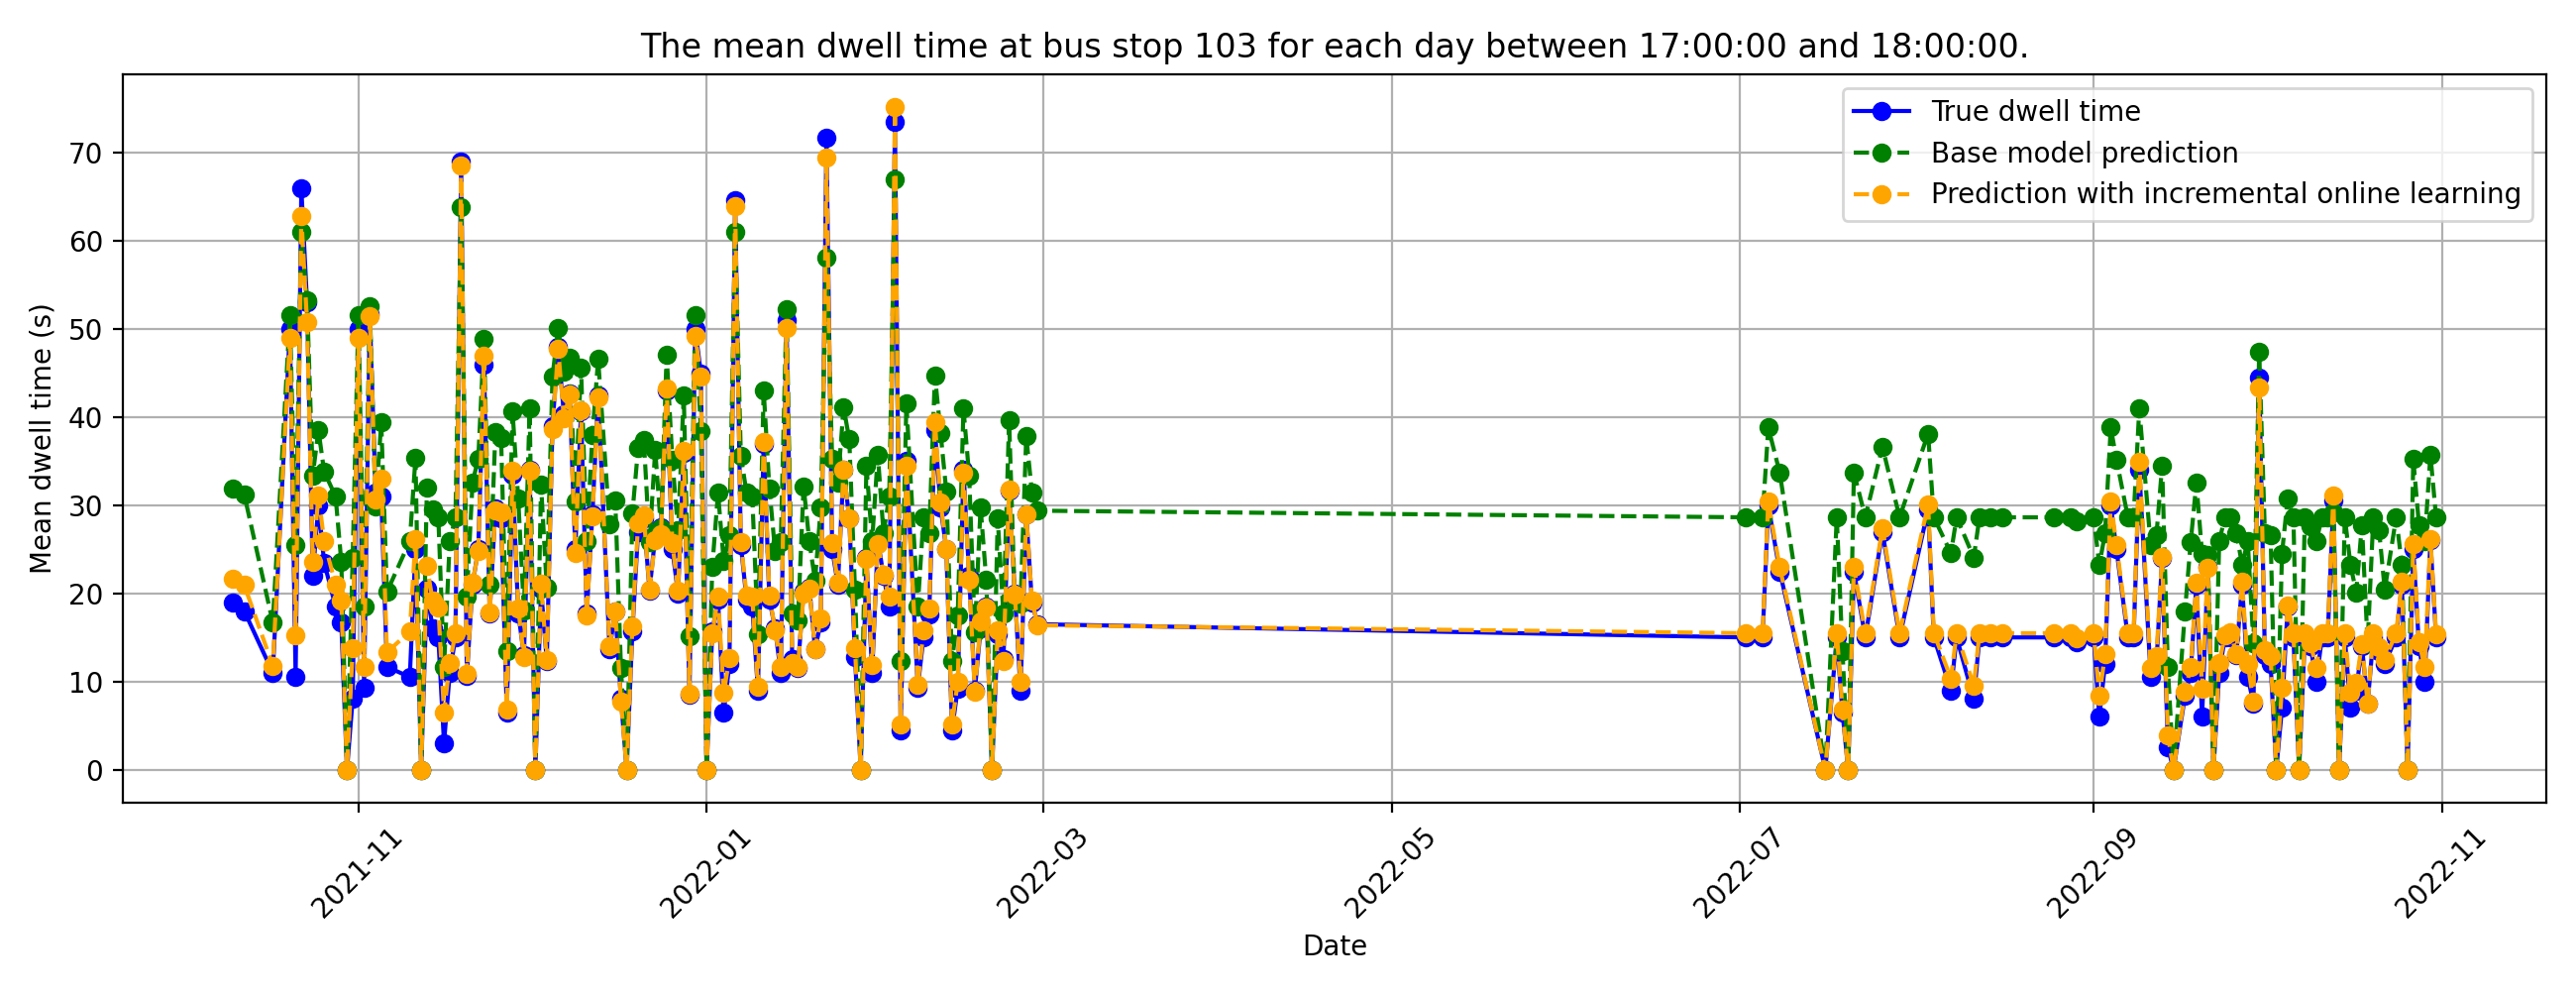 The mean dwell time at bus stop 103 for each day between 17:00:00 and 18:00:00.
True dwell time
Base model prediction
Prediction with incremental online learning
Mean dwell time (s)
70
60
50
40
30
20
10
0
2021-11
2022-01
2022-03
2022-05
2022-07
2022-09
2022-11
Date